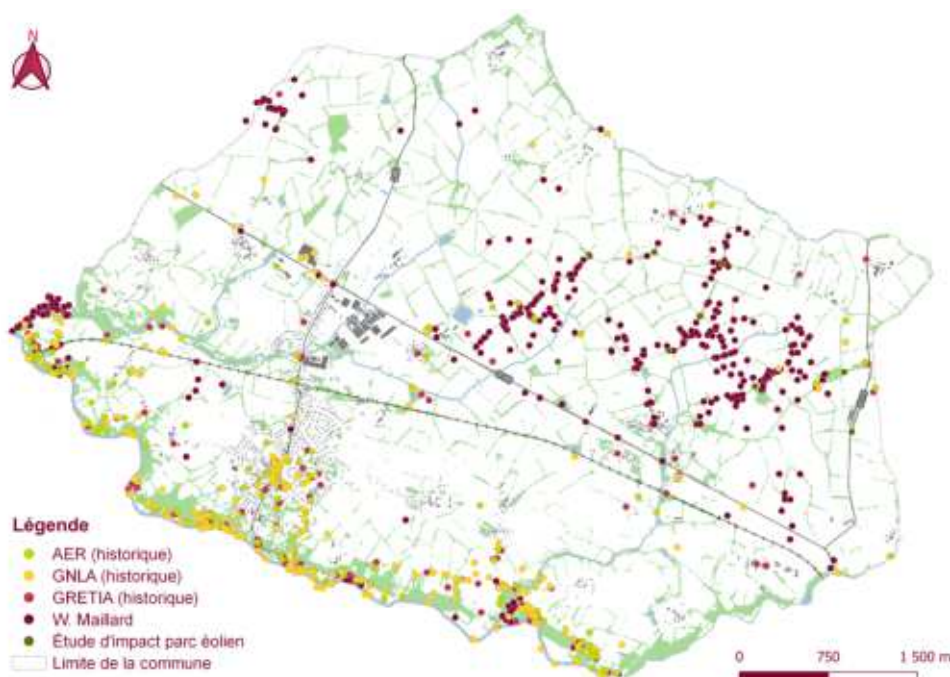 N
Légende
AER (historique)
GNLA (historique)
GRETIA (historique)
W. Maillard
Étude d'impact parc éolien
Limite de la commune
0 750 1 500 m